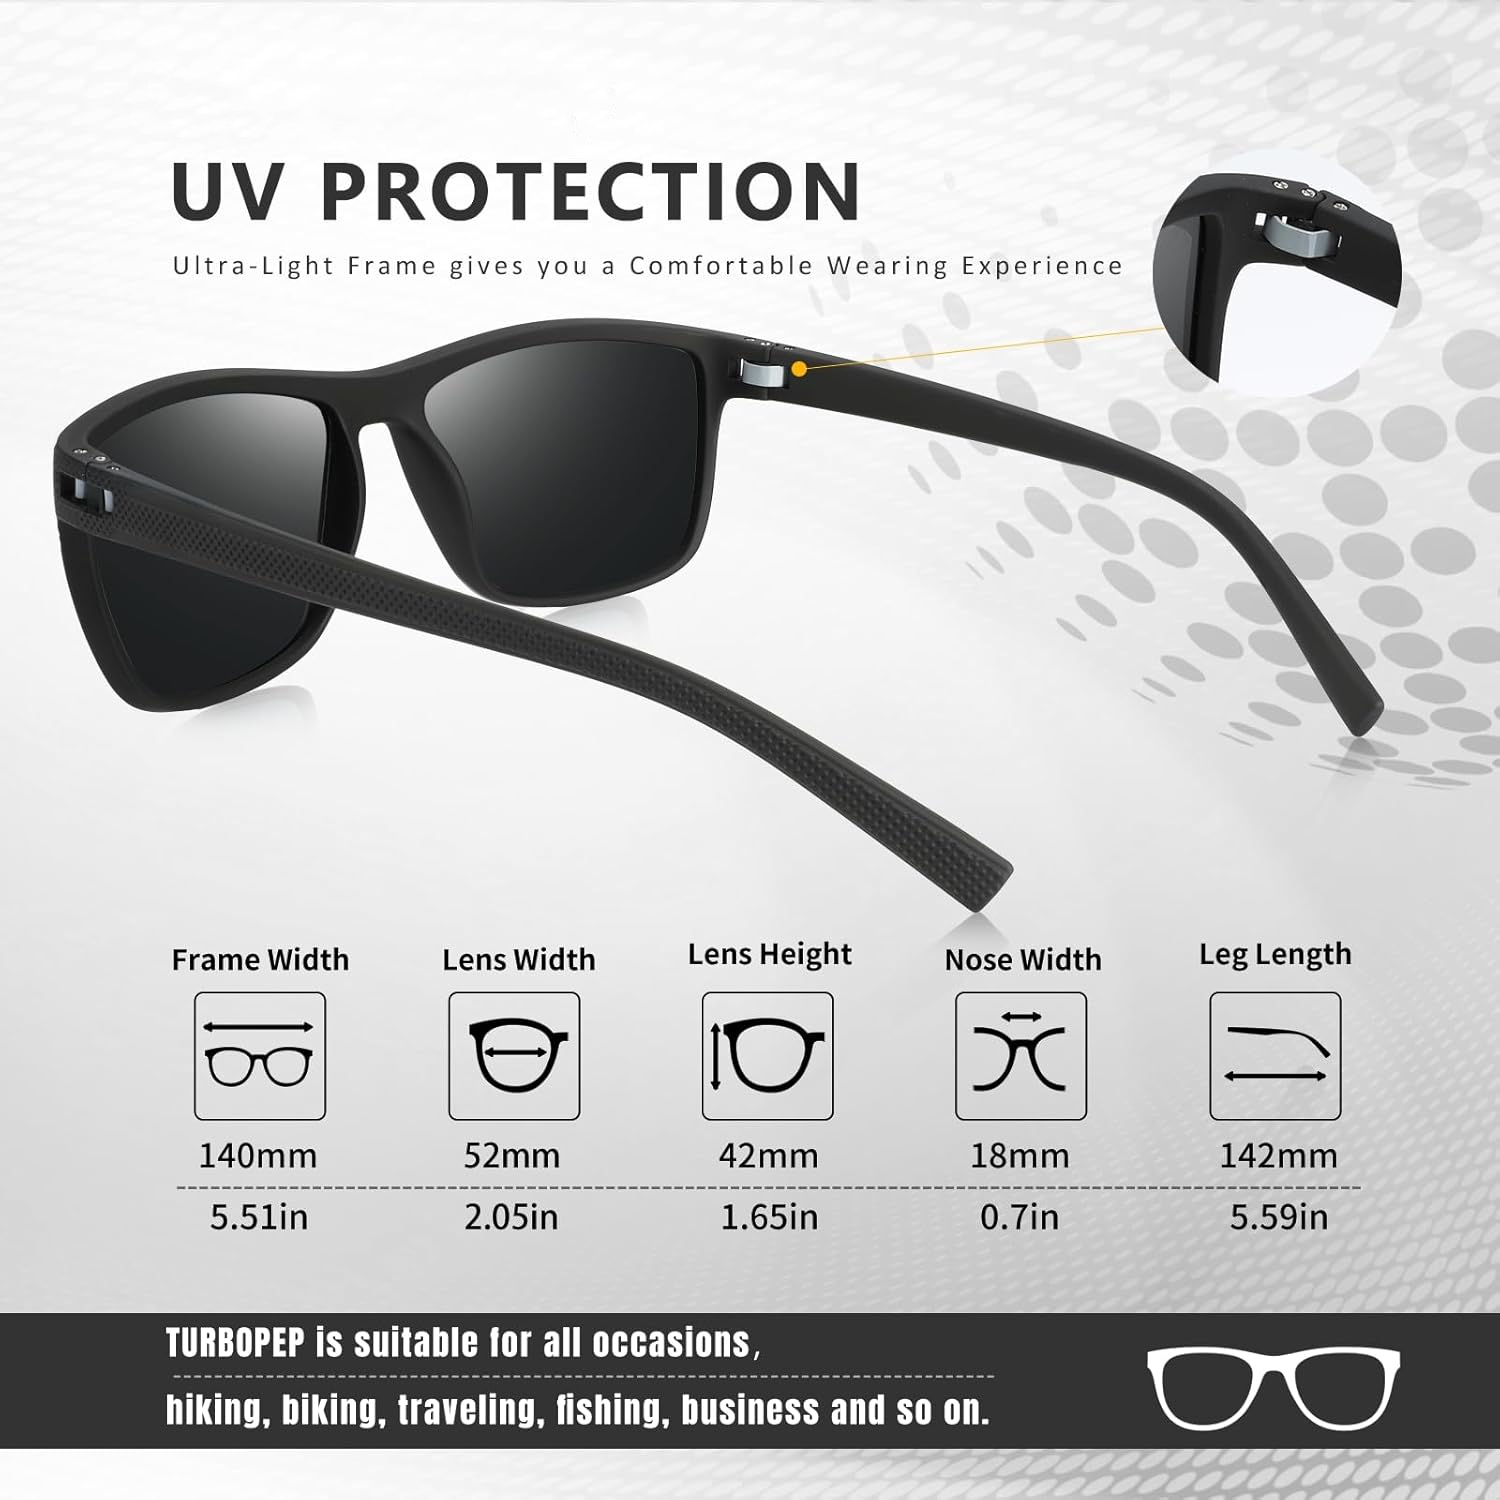 UV PROTECTION
Ultra-Light Frame gives you a Comfortable Wearing Experience
Frame Width
Lens Width
Lens Height
Nose Width
Leg Length
140mm
52mm
42mm
18mm
142mm
5.51in
2.05in
1.65in
0.7in
5.59in
TURBOPEP is suitable for all occasions,
hiking, biking, traveling, fishing, business and so on.